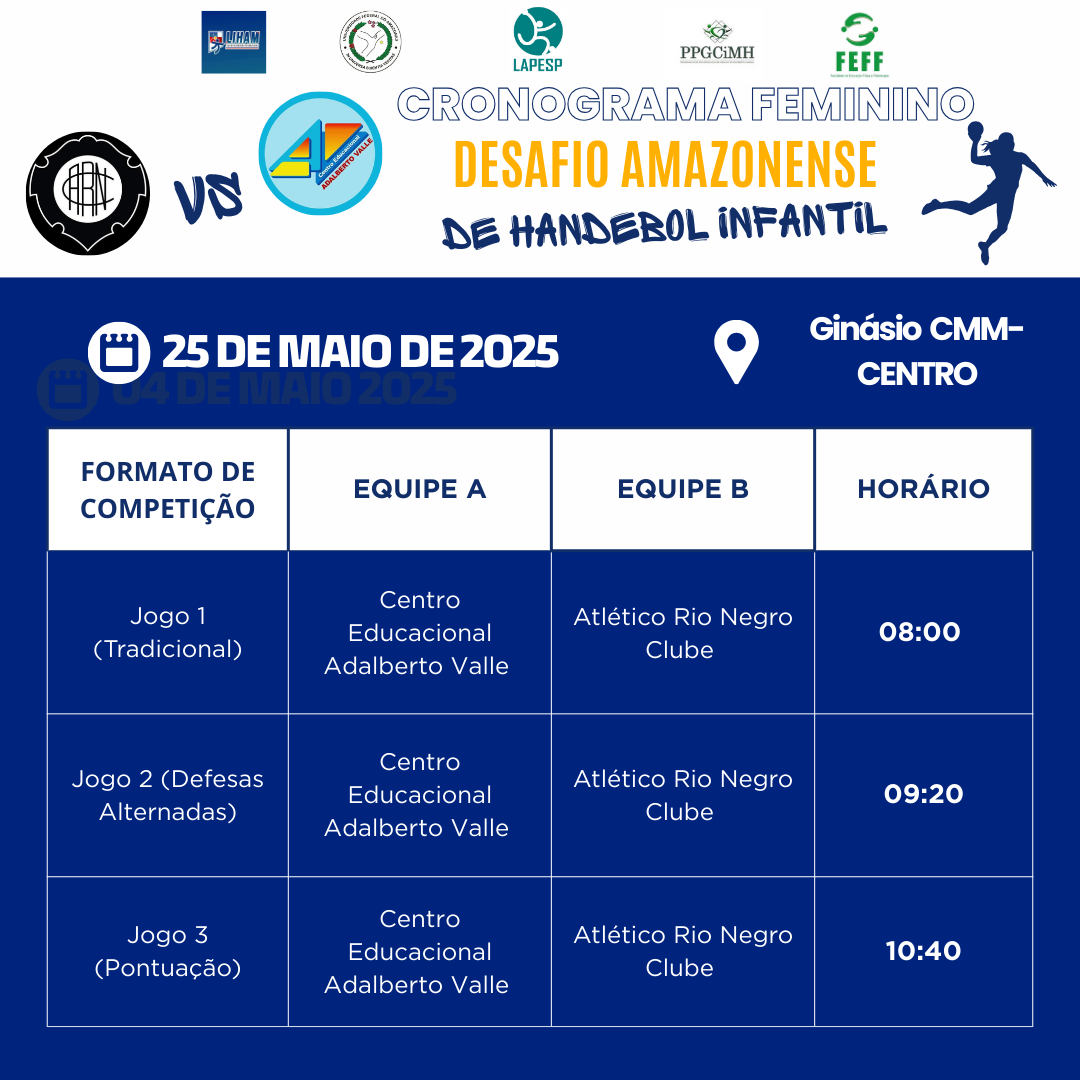 LIHAM
LAPESP
PPGCiMH
FEFF
CRONOGRAMA FEMININO
DESAFIO AMAZONENSE
DE HANDEBOL INFANTIL
VS
Centro Educacional
ADALBERTO VALLE
25 DE MAIO DE 2025
04 DE MAIO 2025
Ginásio CMM-
CENTRO
FORMATO DE
COMPETIÇÃO
EQUIPE A
EQUIPE B
HORÁRIO
Jogo 1
(Tradicional)
Centro
Educacional
Adalberto Valle
Atlético Rio Negro
Clube
08:00
Jogo 2 (Defesas
Alternadas)
Centro
Educacional
Adalberto Valle
Atlético Rio Negro
Clube
09:20
Jogo 3
(Pontuação)
Centro
Educacional
Adalberto Valle
Atlético Rio Negro
Clube
10:40